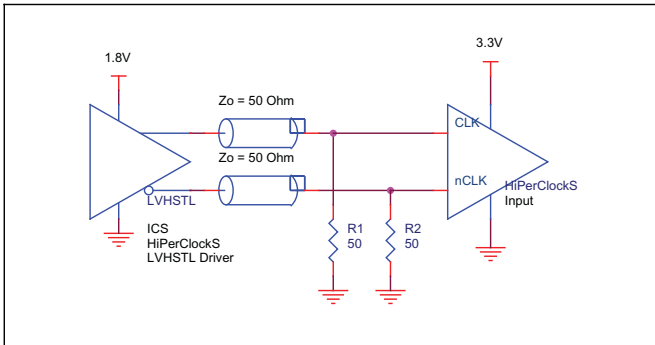 1.8V
3.3V
Zo = 50 Ohm
CLK
Zo = 50 Ohm
nCLK
HiPerClockS
Input
LVHSTL
ICS
HiPerClockS
LVHSTL Driver
R1
50
R2
50